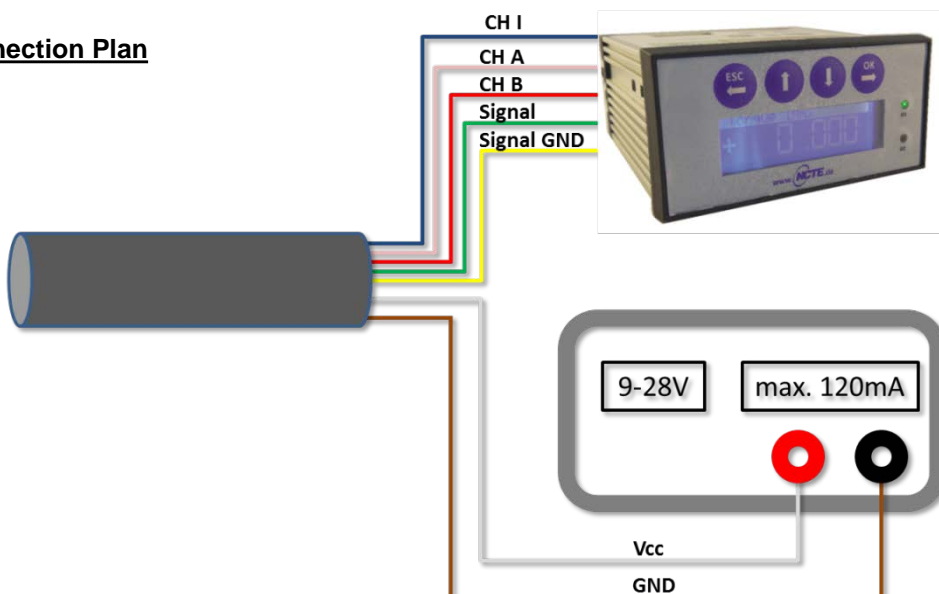 nection Plan
CH I
CH A
CH B
Signal
Signal GND
ESC
OK
0.000
www.NCTE.de
9-28V
max. 120mA
Vcc
GND